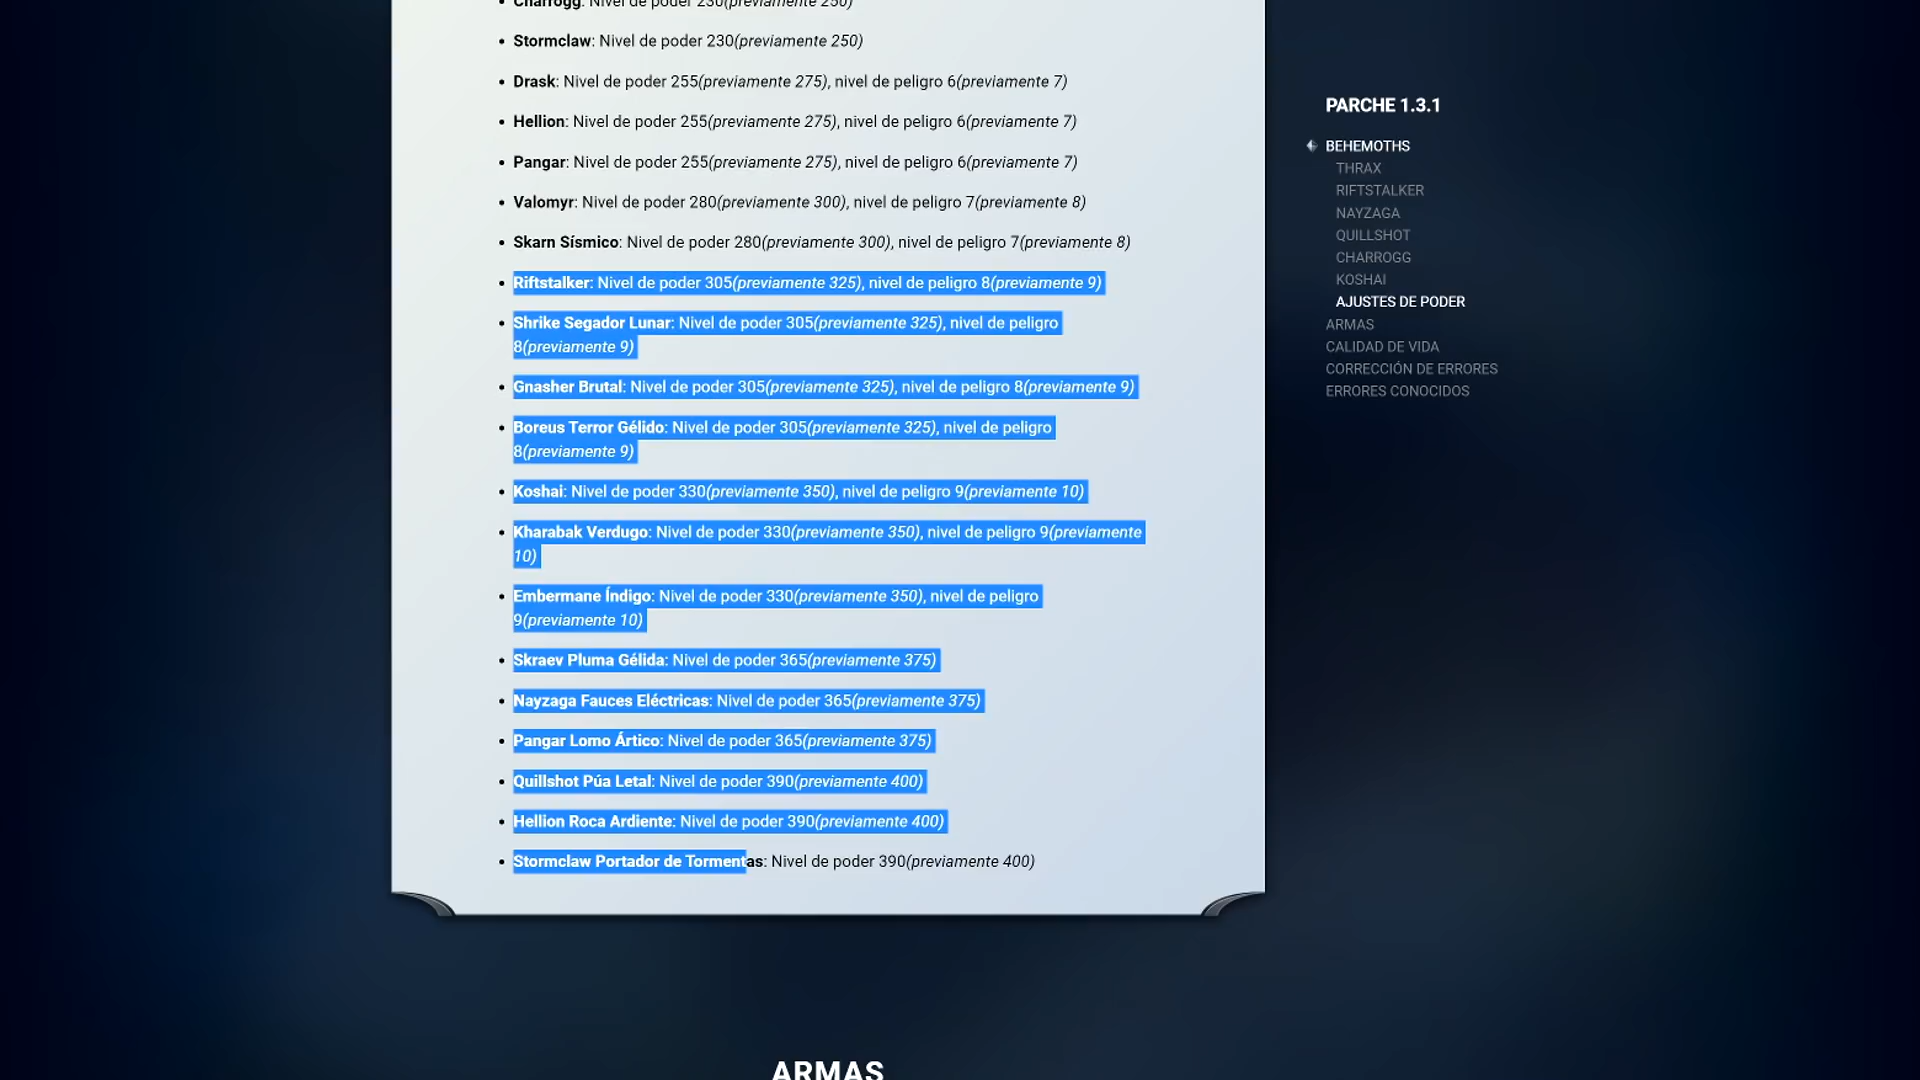 Charrogg: Nivel de poder 230(previamente 250)
Stormclaw: Nivel de poder 230(previamente 250)
Drask: Nivel de poder 255(previamente 275), nivel de peligro 6(previamente 7)
Hellion: Nivel de poder 255(previamente 275), nivel de peligro 6(previamente 7)
Pangar: Nivel de poder 255(previamente 275), nivel de peligro 6(previamente 7)
Valomyr: Nivel de poder 280(previamente 300), nivel de peligro 7(previamente 8)
Skarn Sísmico: Nivel de poder 280(previamente 300), nivel de peligro 7(previamente 8)
Riftstalker: Nivel de poder 305(previamente 325), nivel de peligro 8(previamente 9)
Shrike Segador Lunar: Nivel de poder 305(previamente 325), nivel de peligro
8(previamente 9)
Gnasher Brutal: Nivel de poder 305(previamente 325), nivel de peligro 8(previamente 9)
Boreus Terror Gélido: Nivel de poder 305(previamente 325), nivel de peligro
8(previamente 9)
Koshai: Nivel de poder 330(previamente 350), nivel de peligro 9(previamente 10)
Kharabak Verdugo: Nivel de poder 330(previamente 350), nivel de peligro 9(previamente
10)
Embermane Índigo: Nivel de poder 330(previamente 350), nivel de peligro
9(previamente 10)
Skraev Pluma Gélida: Nivel de poder 365(previamente 375)
Nayzaga Fauces Eléctricas: Nivel de poder 365(previamente 375)
Pangar Lomo Ártico: Nivel de poder 365(previamente 375)
Quillshot Púa Letal: Nivel de poder 390(previamente 400)
Hellion Roca Ardiente: Nivel de poder 390(previamente 400)
Stormclaw Portador de Tormentas: Nivel de poder 390(previamente 400)
ARMAS
PARCHE 1.3.1
BEHEMOTHS
THRAX
RIFTSTALKER
NAYZAGA
QUILLSHOT
CHARROGG
KOSHAI
AJUSTES DE PODER
ARMAS
CALIDAD DE VIDA
CORRECCIÓN DE ERRORES
ERRORES CONOCIDOS